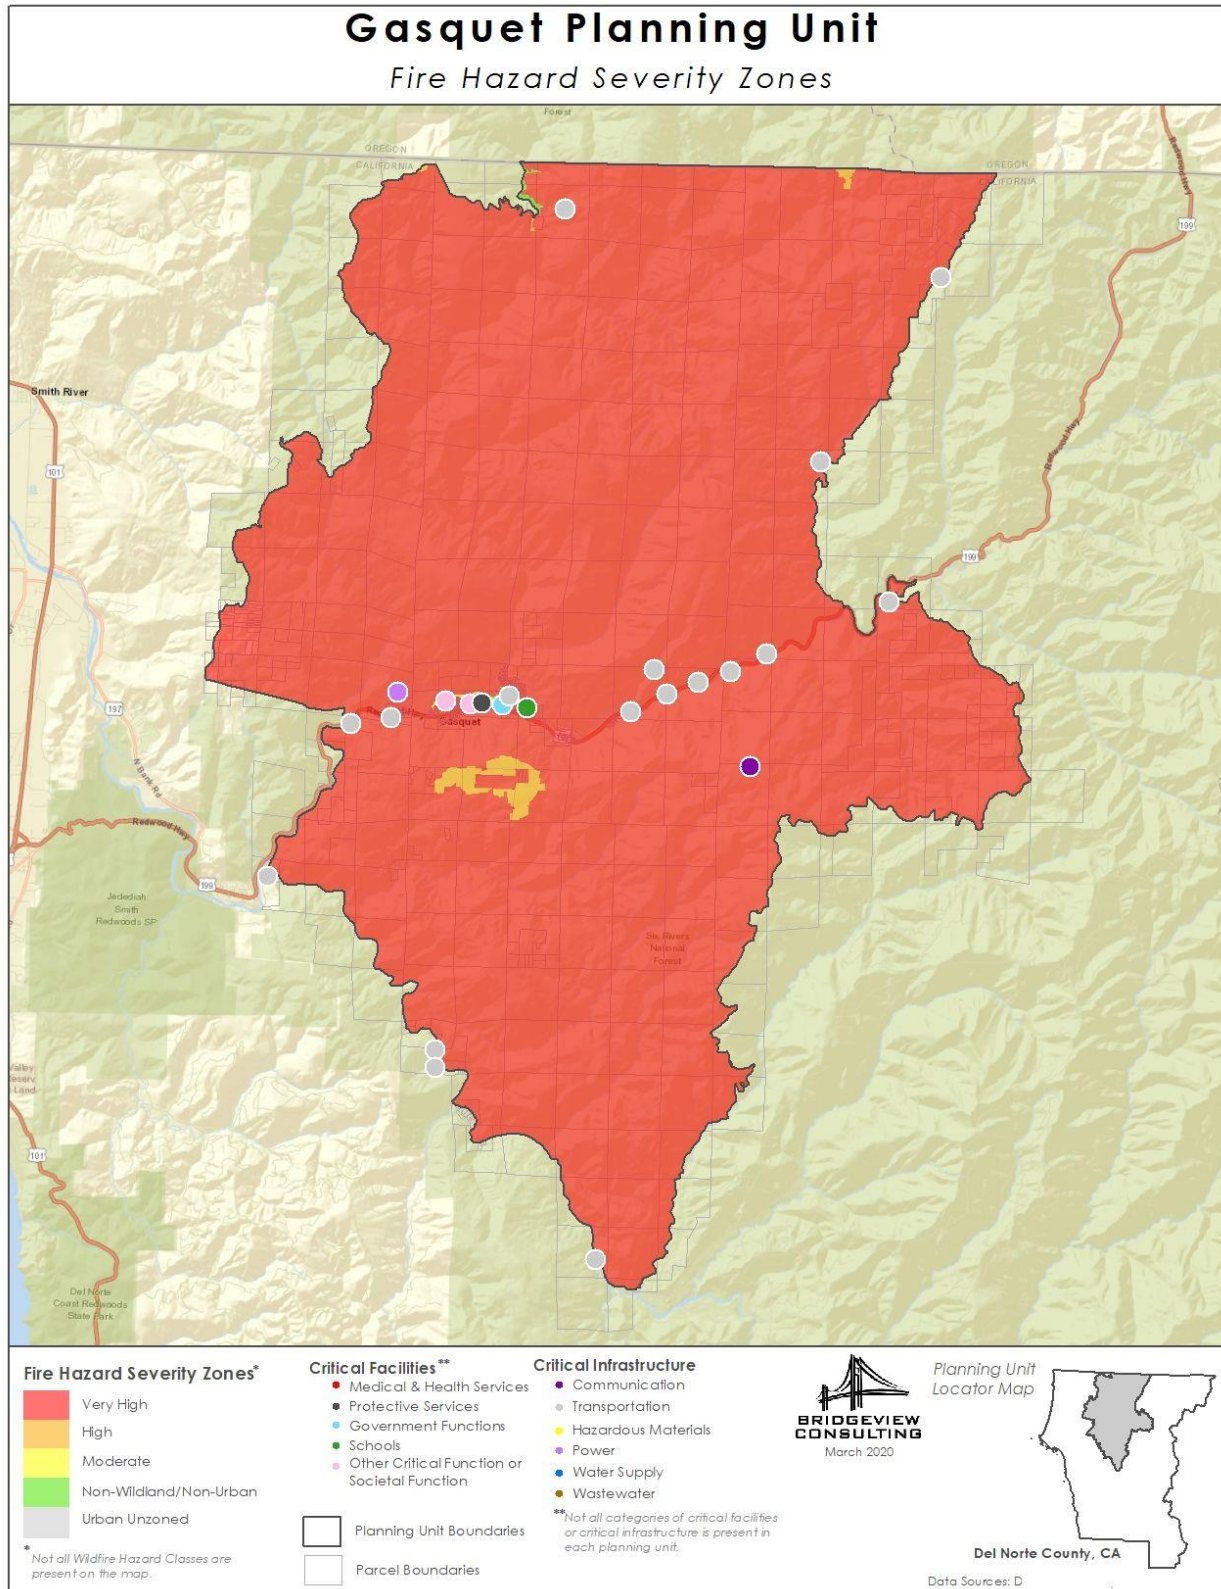 Gasquet Planning Unit
Fire Hazard Severity Zones
Forest
OREGON
CALIFORNIA
OREGON
Redwood Hwy
199
Smith River
101
Redwood Hwy
199
197
N Bank Rd
Gasquet
Redwood Hwy
199
Jedediah
Smith
Redwoods SP
Six Rivers
National
Forest
101
Del Norte
Coast Redwoods
State Park
Fire Hazard Severity Zones*
Very High
High
Moderate
Non-Wildland/Non-Urban
Urban Unzoned
* Not all Wildfire Hazard Classes are
present on the map.
Critical Facilities**
Medical & Health Services
Protective Services
Government Functions
Schools
Other Critical Function or
Societal Function
Planning Unit Boundaries
Parcel Boundaries
Critical Infrastructure
Communication
Transportation
Hazardous Materials
Power
Water Supply
Wastewater
**Not all categories of critical facilities
or critical infrastructure is present in
each planning unit.
BRIDGEVIEW
CONSULTING
March 2020
Planning Unit
Locator Map
Del Norte County, CA
Data Sources: D